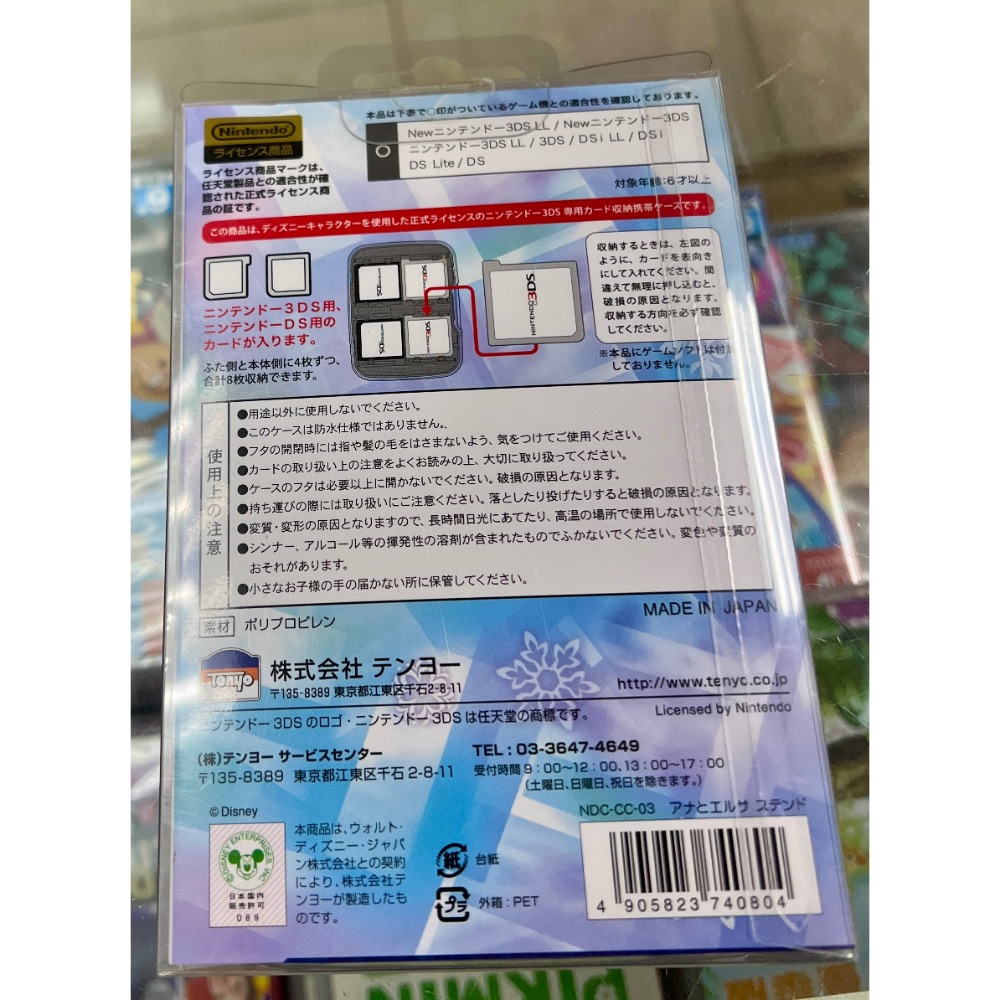 本品は下表で○印がついているゲーム機との適合性を確認しております。
Nintendo
ライセンス商品
○
Newニンテンドー3DS LL / Newニンテンドー3DS
ニンテンドー3DS LL / 3DS / DSi LL / DSi
DS Lite / DS
ライセンス商品マークは、
任天堂製品との適合性が確
認された正式ライセンス商
品の証です。
対象年齢:6才以上
この商品は、ディズニーキャラクターを使用した正式ライセンスのニンテンドー3DS 専用カード収納携帯ケースです。
ニンテンドー3DS用、
ニンテンドーDS用の
カードが入ります。
ふた側と本体側に4枚ずつ、
合計8枚収納できます。
NINTENDO3DS
収納するときは、左図の
ように、カードを表向き
にして入れてください。間
違えて無理に押し込むと、
破損の原因となります。
収納する方向を必ず確認
してください。
※本品にゲームソフトは付属
しておりません。
使用上の注意
●用途以外に使用しないでください。
●このケースは防水仕様ではありません。
●フタの開閉時には指や髪の毛をはさまないよう、気をつけてご使用ください。
●カードの取り扱い上の注意をよくお読みの上、大切に取り扱ってください。
●ケースのフタは必要以上に開かないでください。破損の原因となります。
●持ち運びの際には取り扱いにご注意ください。落としたり投げたりすると破損の原因となります。
●変質・変形の原因となりますので、長時間日光にあてたり、高温の場所で使用しないでください。
●シンナー、アルコール等の揮発性の溶剤が含まれたものでふかないでください。変色や変質の
おそれがあります。
●小さなお子様の手の届かない所に保管してください。
MADE IN JAPAN
素材 ポリプロピレン
Tenyo
株式会社 テンヨー
〒135-8389 東京都江東区千石2-8-11
http://www.tenyo.co.jp
Licensed by Nintendo
ニンテンドー3DSのロゴ・ニンテンドー3DSは任天堂の商標です。
(株)テンヨー サービスセンター
〒135-8389 東京都江東区千石 2-8-11
TEL : 03-3647-4649
受付時間 9:00〜12:00、13:00〜17:00
(土曜日、日曜日、祝日を除きます。)
NDC-CC-03 アナとエルサ ステンド
©Disney
©DISNEY ENTERPRISES, INC.
日本国内
販売許可
089
本商品は、ウォルト・
ディズニー・ジャパ
ン株式会社との契約
により、株式会社テ
ンヨーが製造したも
のです。
紙 台紙
プラ 外箱:PET
4 905823 740804
PIKMIN